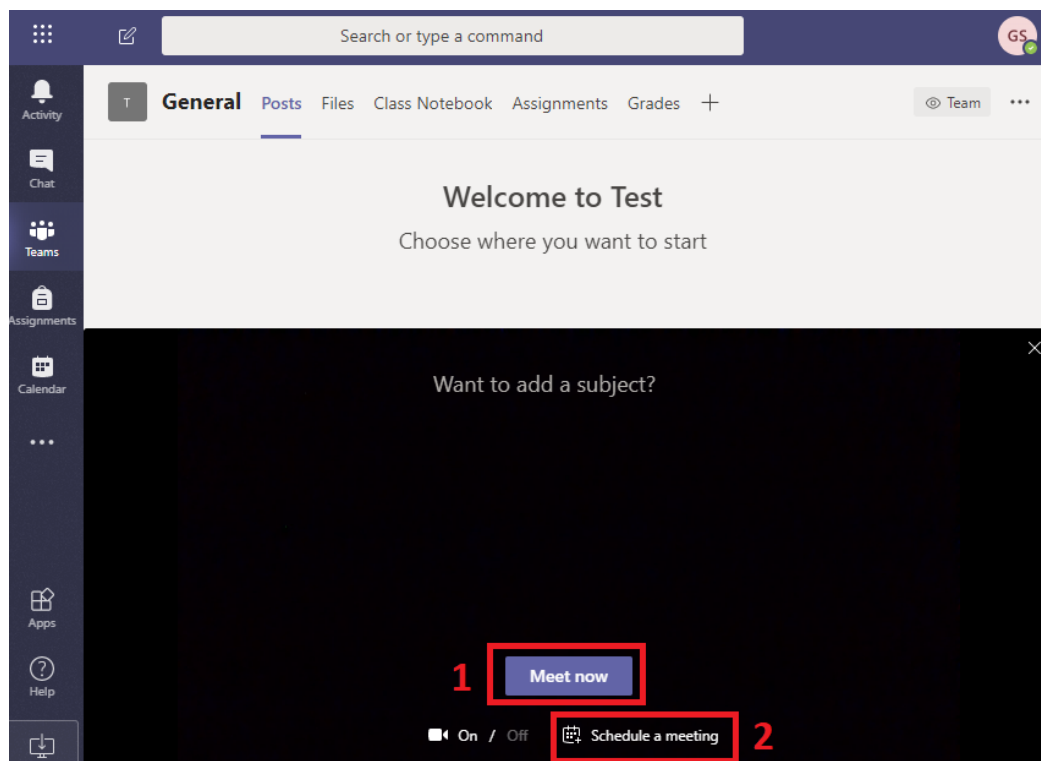 Search or type a command
GS
Activity
Chat
Teams
Assignments
Calendar
Apps
Help
T General Posts Files Class Notebook Assignments Grades Team
Welcome to Test
Choose where you want to start
Want to add a subject?
1 Meet now
On / Off Schedule a meeting 2